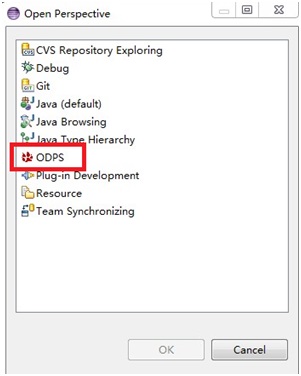 Open Perspective
CVS Repository Exploring
Debug
Git
Java (default)
Java Browsing
Java Type Hierarchy
ODPS
Plug-in Development
Resource
Team Synchronizing
OK
Cancel